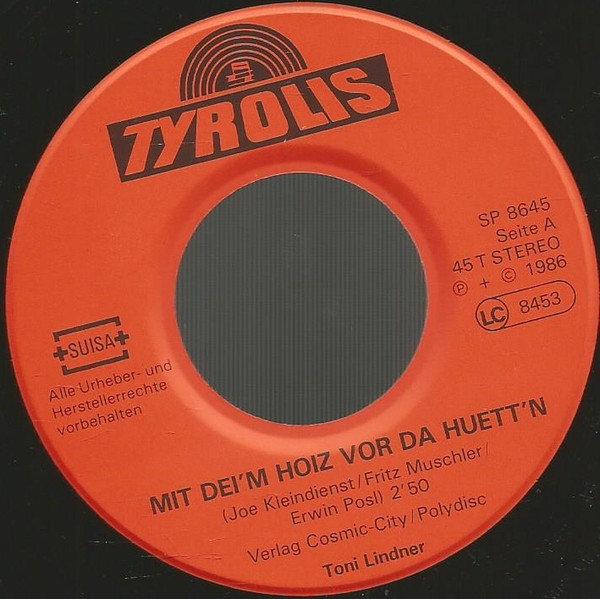 TYROLIS
SP 8645
Seite A
45 T STEREO
Ⓟ + © 1986
LC 8453
SUISA
Alle Urheber- und
Herstellerrechte
vorbehalten
MIT DEI'M HOIZ VOR DA HUETT'N
(Joe Kleindienst/Fritz Muschler/
Erwin Posl) 2'50
Verlag Cosmic-City/Polydisc
Toni Lindner